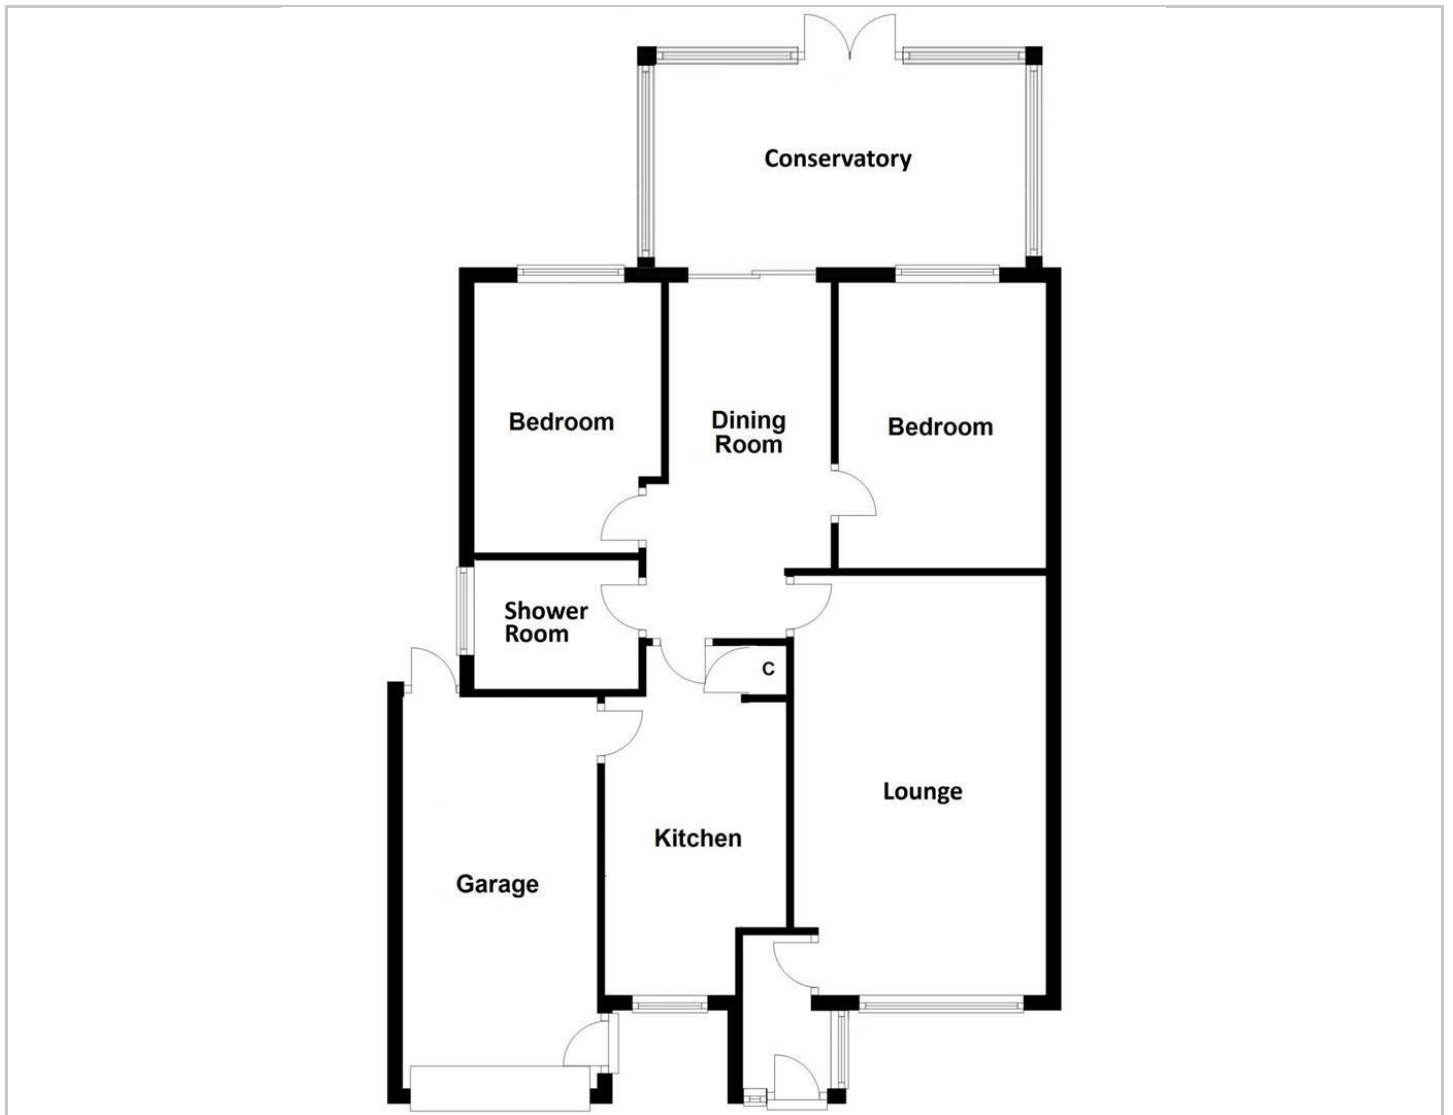 Conservatory
Bedroom
Dining
Room
Bedroom
Shower
Room
C
Lounge
Kitchen
Garage